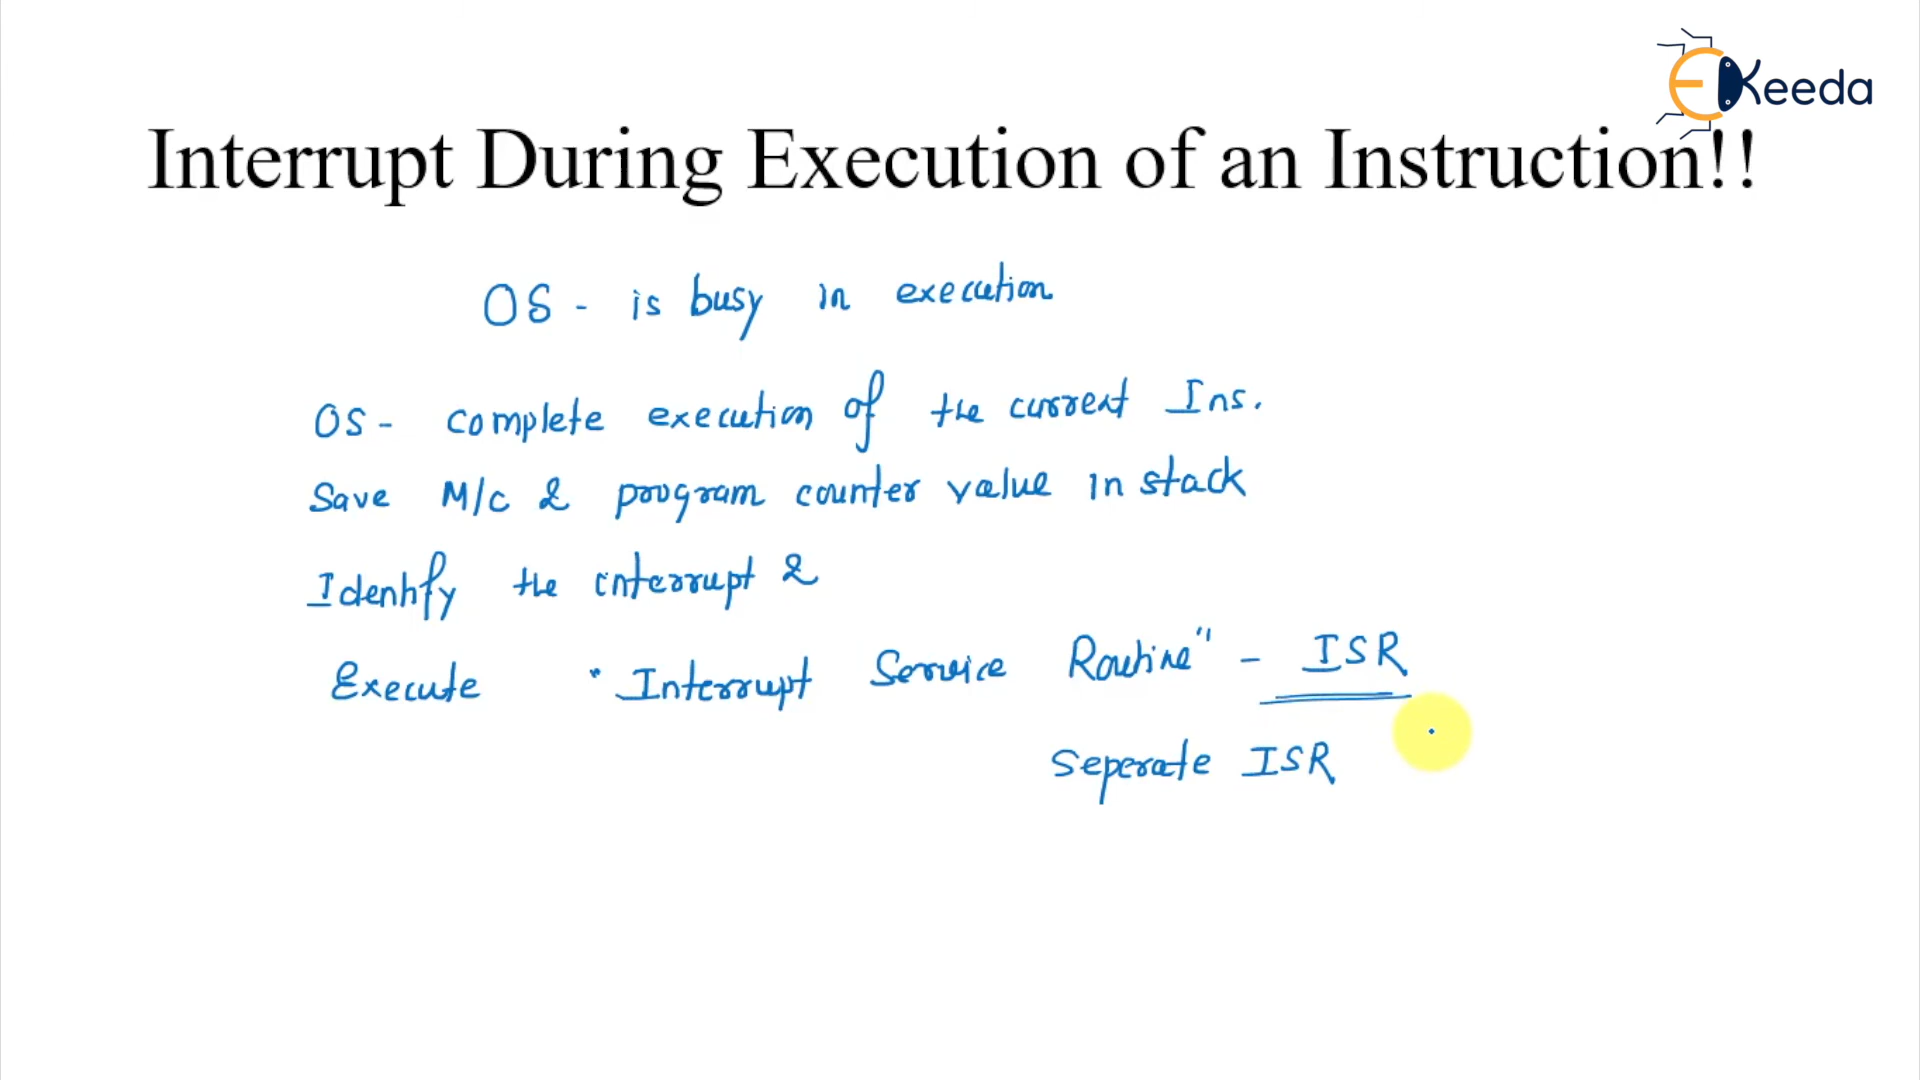 EKeeda
Interrupt During Execution of an Instruction!!
OS - is busy in execution
OS - complete execution of the current Ins.
Save M/c & program counter value in stack
Identify the interrupt &
Execute "Interrupt Service Routine" - ISR
Seperate ISR